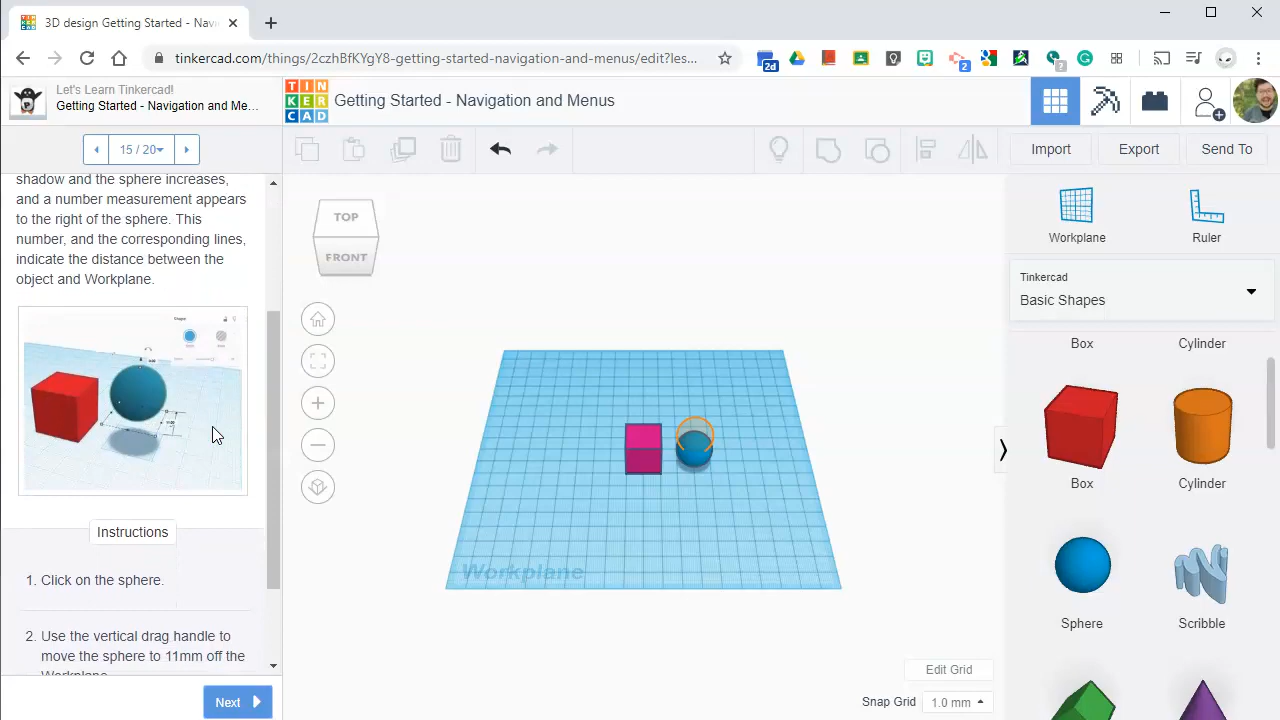 3D design Getting Started - Navi
tinkercad.com/things/2czhBfKYgY8-getting-started-navigation-and-menus/edit?les...
2d
2
?
Let's Learn Tinkercad!
Getting Started - Navigation and Me...
TIN
KER
CAD
Getting Started - Navigation and Menus
15 / 20
Import
Export
Send To
shadow and the sphere increases,
and a number measurement appears
to the right of the sphere. This
number, and the corresponding lines,
indicate the distance between the
object and Workplane.
Instructions
1. Click on the sphere.
2. Use the vertical drag handle to
move the sphere to 11mm off the
Workplane.
Next
TOP
FRONT
Workplane
Edit Grid
Snap Grid
1.0 mm
Workplane
Ruler
Tinkercad
Basic Shapes
Box
Cylinder
Box
Cylinder
Sphere
Scribble